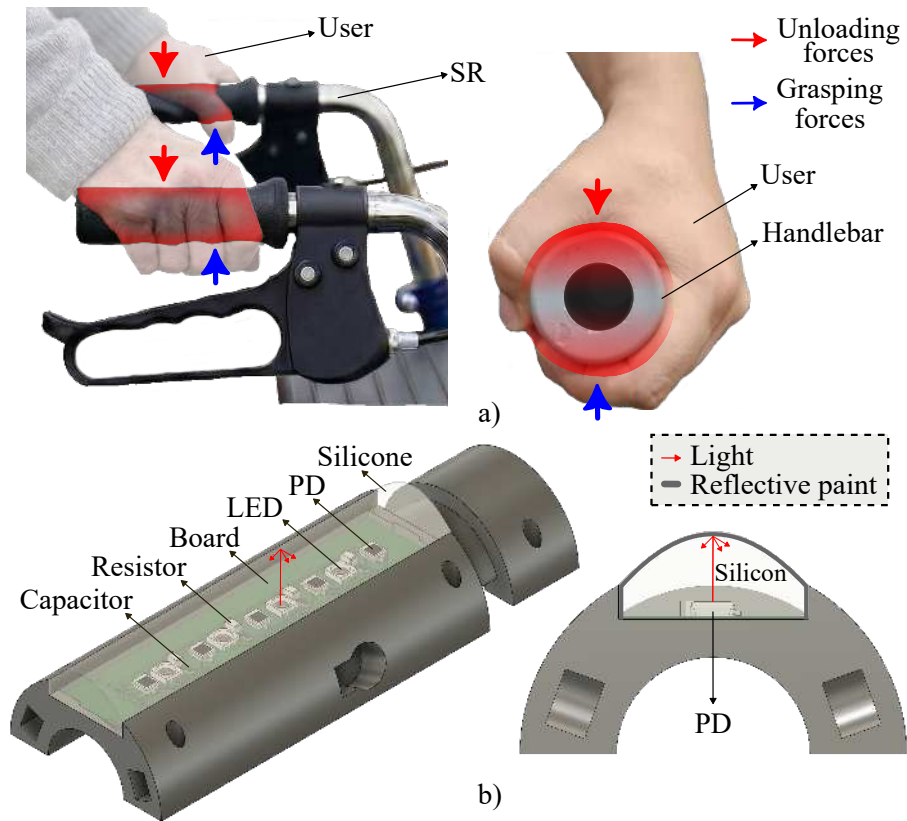 User
SR
Unloading
forces
Grasping
forces
User
Handlebar
a)
Silicone
PD
LED
Board
Resistor
Capacitor
Light
Reflective paint
Silicon
PD
b)